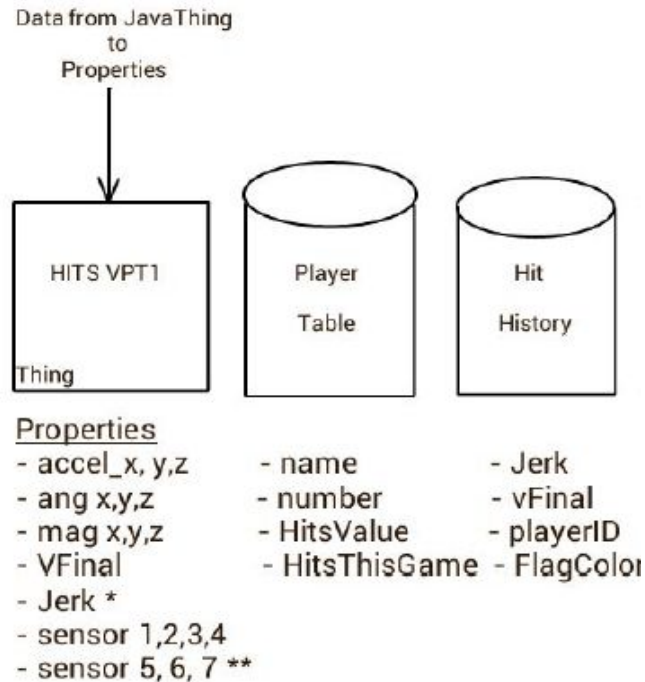 Data from JavaThing
to
Properties
HITS VPT1
Thing
Player
Table
Hit
History
Properties
- accel_x, y,z
- ang x,y,z
- mag x,y,z
- VFinal
- Jerk *
- sensor 1,2,3,4
- sensor 5, 6, 7 **
- name
- number
- HitsValue
- HitsThisGame
- Jerk
- vFinal
- playerID
- FlagColor